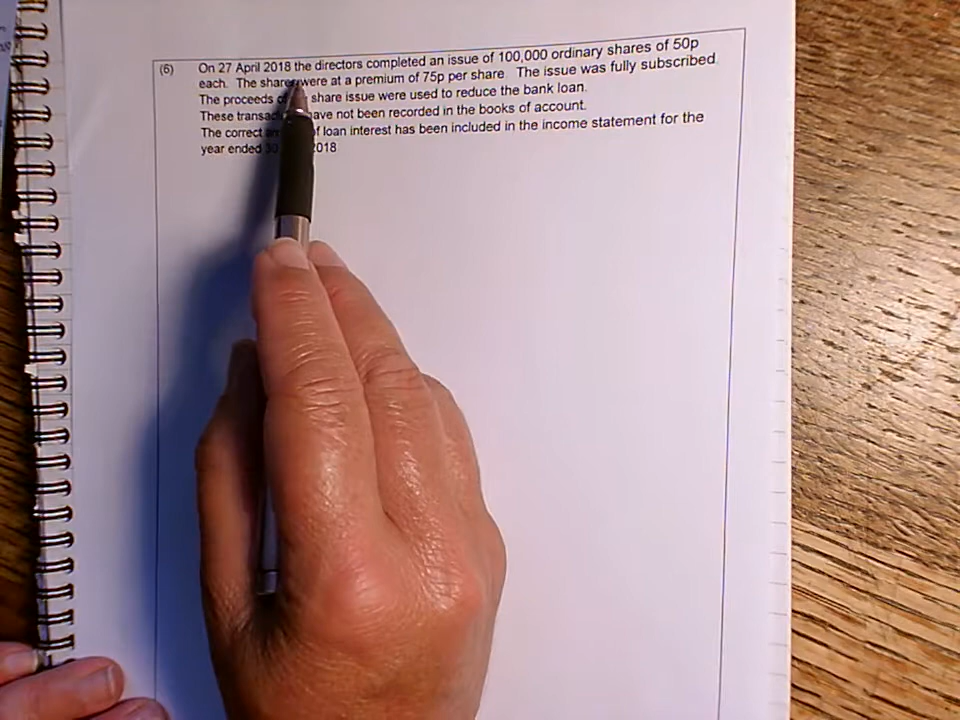 (6) On 27 April 2018 the directors completed an issue of 100,000 ordinary shares of 50p
each. The shares were at a premium of 75p per share. The issue was fully subscribed.
The proceeds share issue were used to reduce the bank loan.
These have not been recorded in the books of account.
The correct of loan interest has been included in the income statement for the
year ended 2018